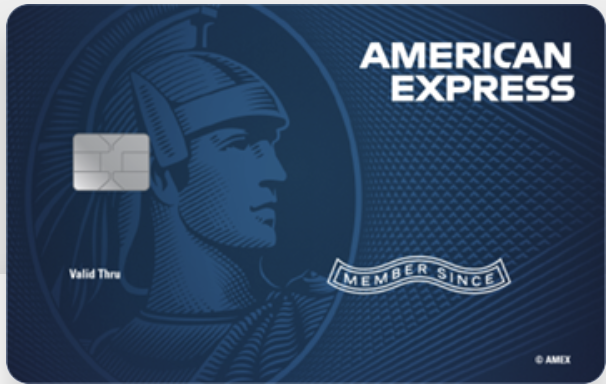 AMERICAN
EXPRESS
Valid Thru
MEMBER SINCE
© AMEX